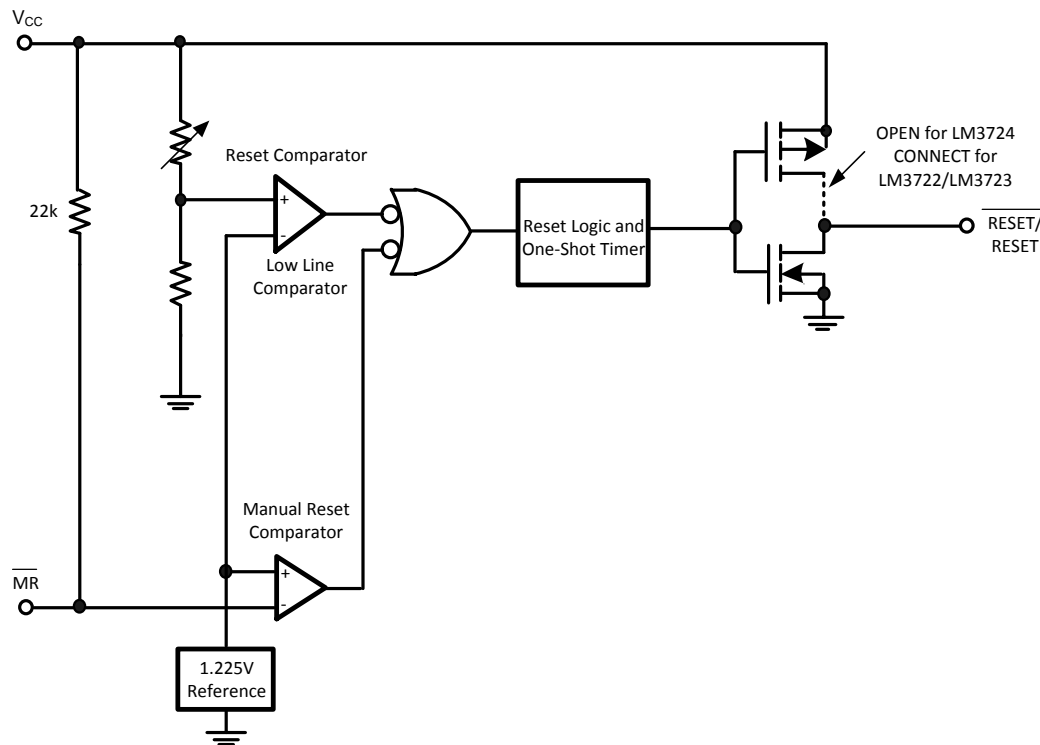 VCC
OPEN for LM3724
CONNECT for
LM3722/LM3723
Reset Comparator
22k
+
-
Low Line
Comparator
Reset Logic and
One-Shot Timer
RESET/
RESET
Manual Reset
Comparator
MR
+
-
1.225V
Reference